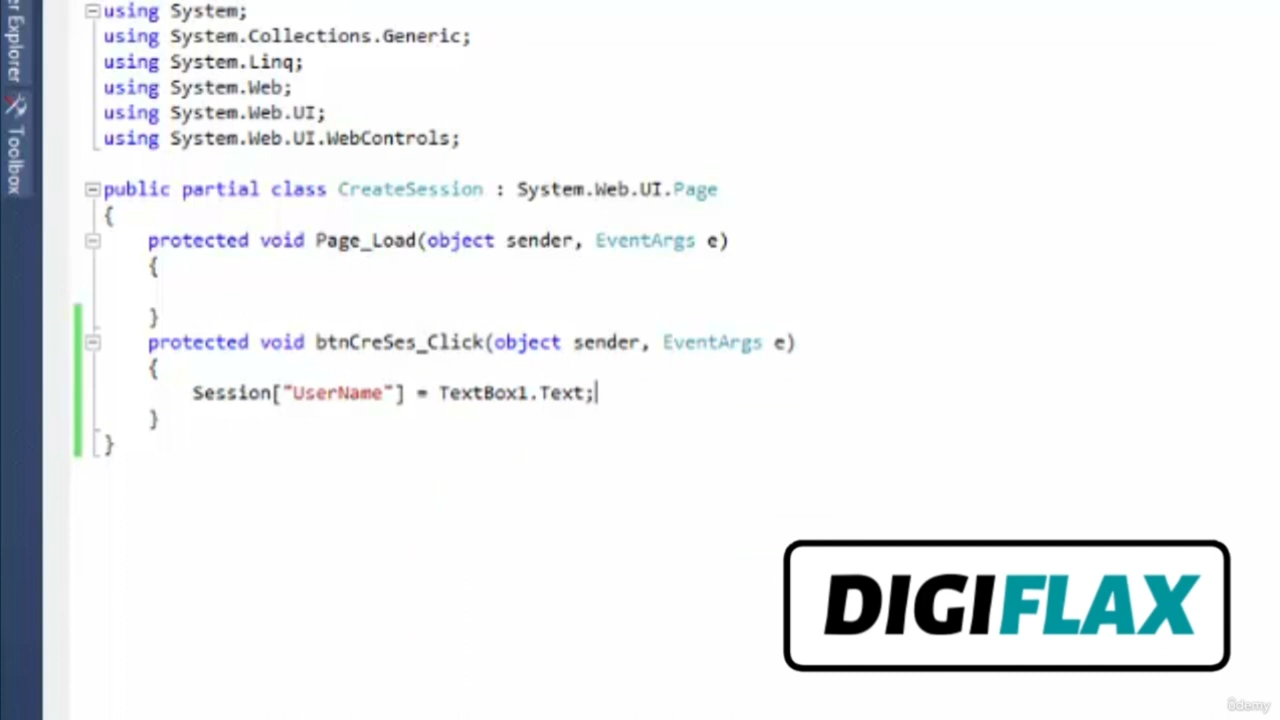 er Explorer
Toolbox
using System;
using System.Collections.Generic;
using System.Linq;
using System.Web;
using System.Web.UI;
using System.Web.UI.WebControls;
public partial class CreateSession : System.Web.UI.Page
{
protected void Page_Load(object sender, EventArgs e)
{
}
protected void btnCreSes_Click(object sender, EventArgs e)
{
Session["UserName"] = TextBox1.Text;
}
}
DIGIFLAX
ûdemy